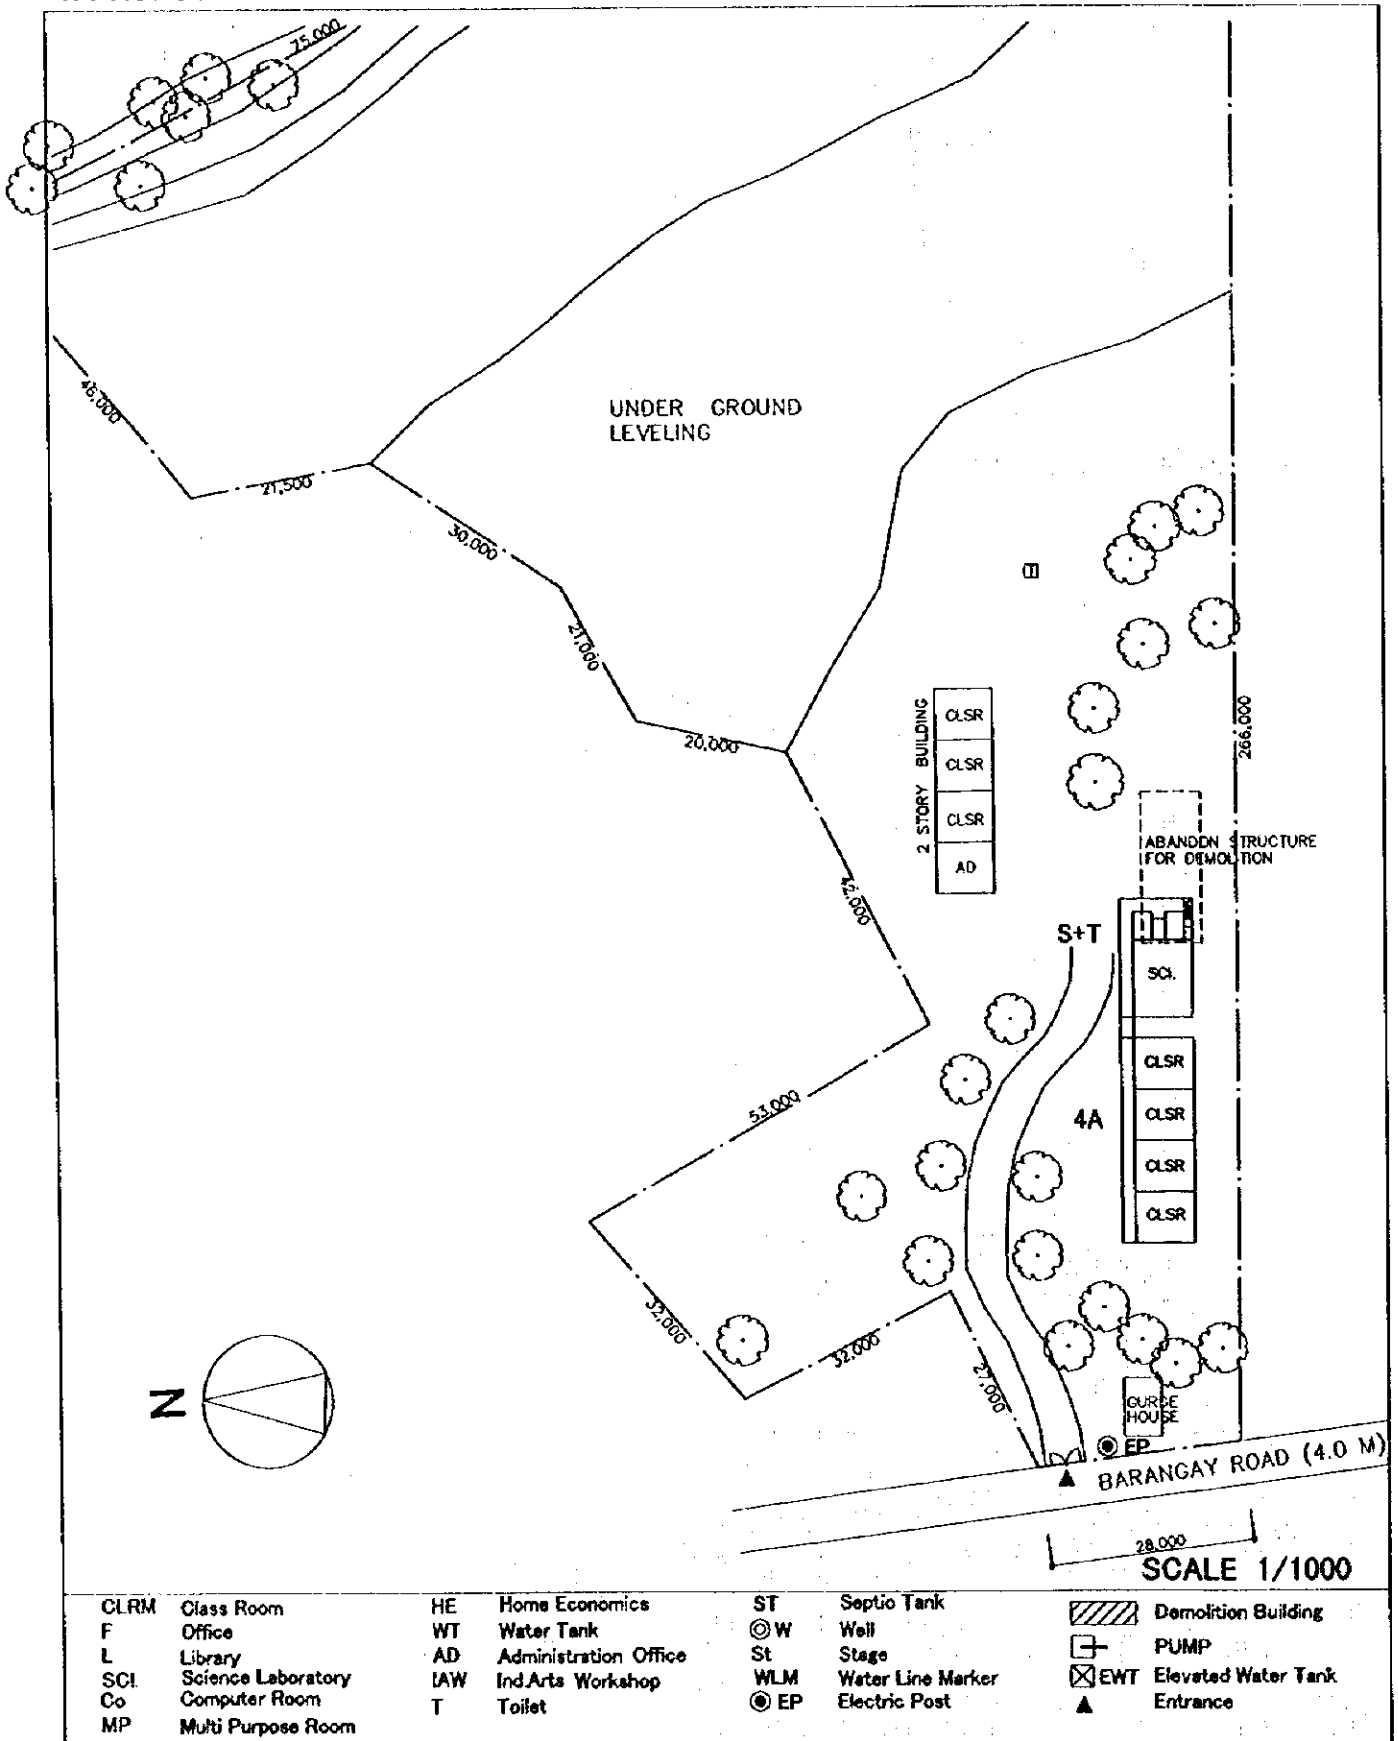 75,000
46,000
27,500
UNDER GROUND
LEVELING
30,000
21,000
20,000
2 STORY BUILDING
CLSR
CLSR
CLSR
AD
266,000
ABANDON STRUCTURE
FOR DEMOLTION
42,000
S+T
SCI.
CLSR
4A
CLSR
CLSR
CLSR
53,000
32,000
32,000
27,000
N
GURGE
HOUSE
EP
BARANGAY ROAD (4.0 M)
28,000
SCALE 1/1000
CLRM Class Room
F Office
L Library
SCI. Science Laboratory
Co Computer Room
MP Multi Purpose Room
HE Home Economics
WT Water Tank
AD Administration Office
IAW Ind.Arts Workshop
T Toilet
ST Septic Tank
W Well
St Stage
WLM Water Line Marker
EP Electric Post
Demolition Building
PUMP
EWT Elevated Water Tank
Entrance